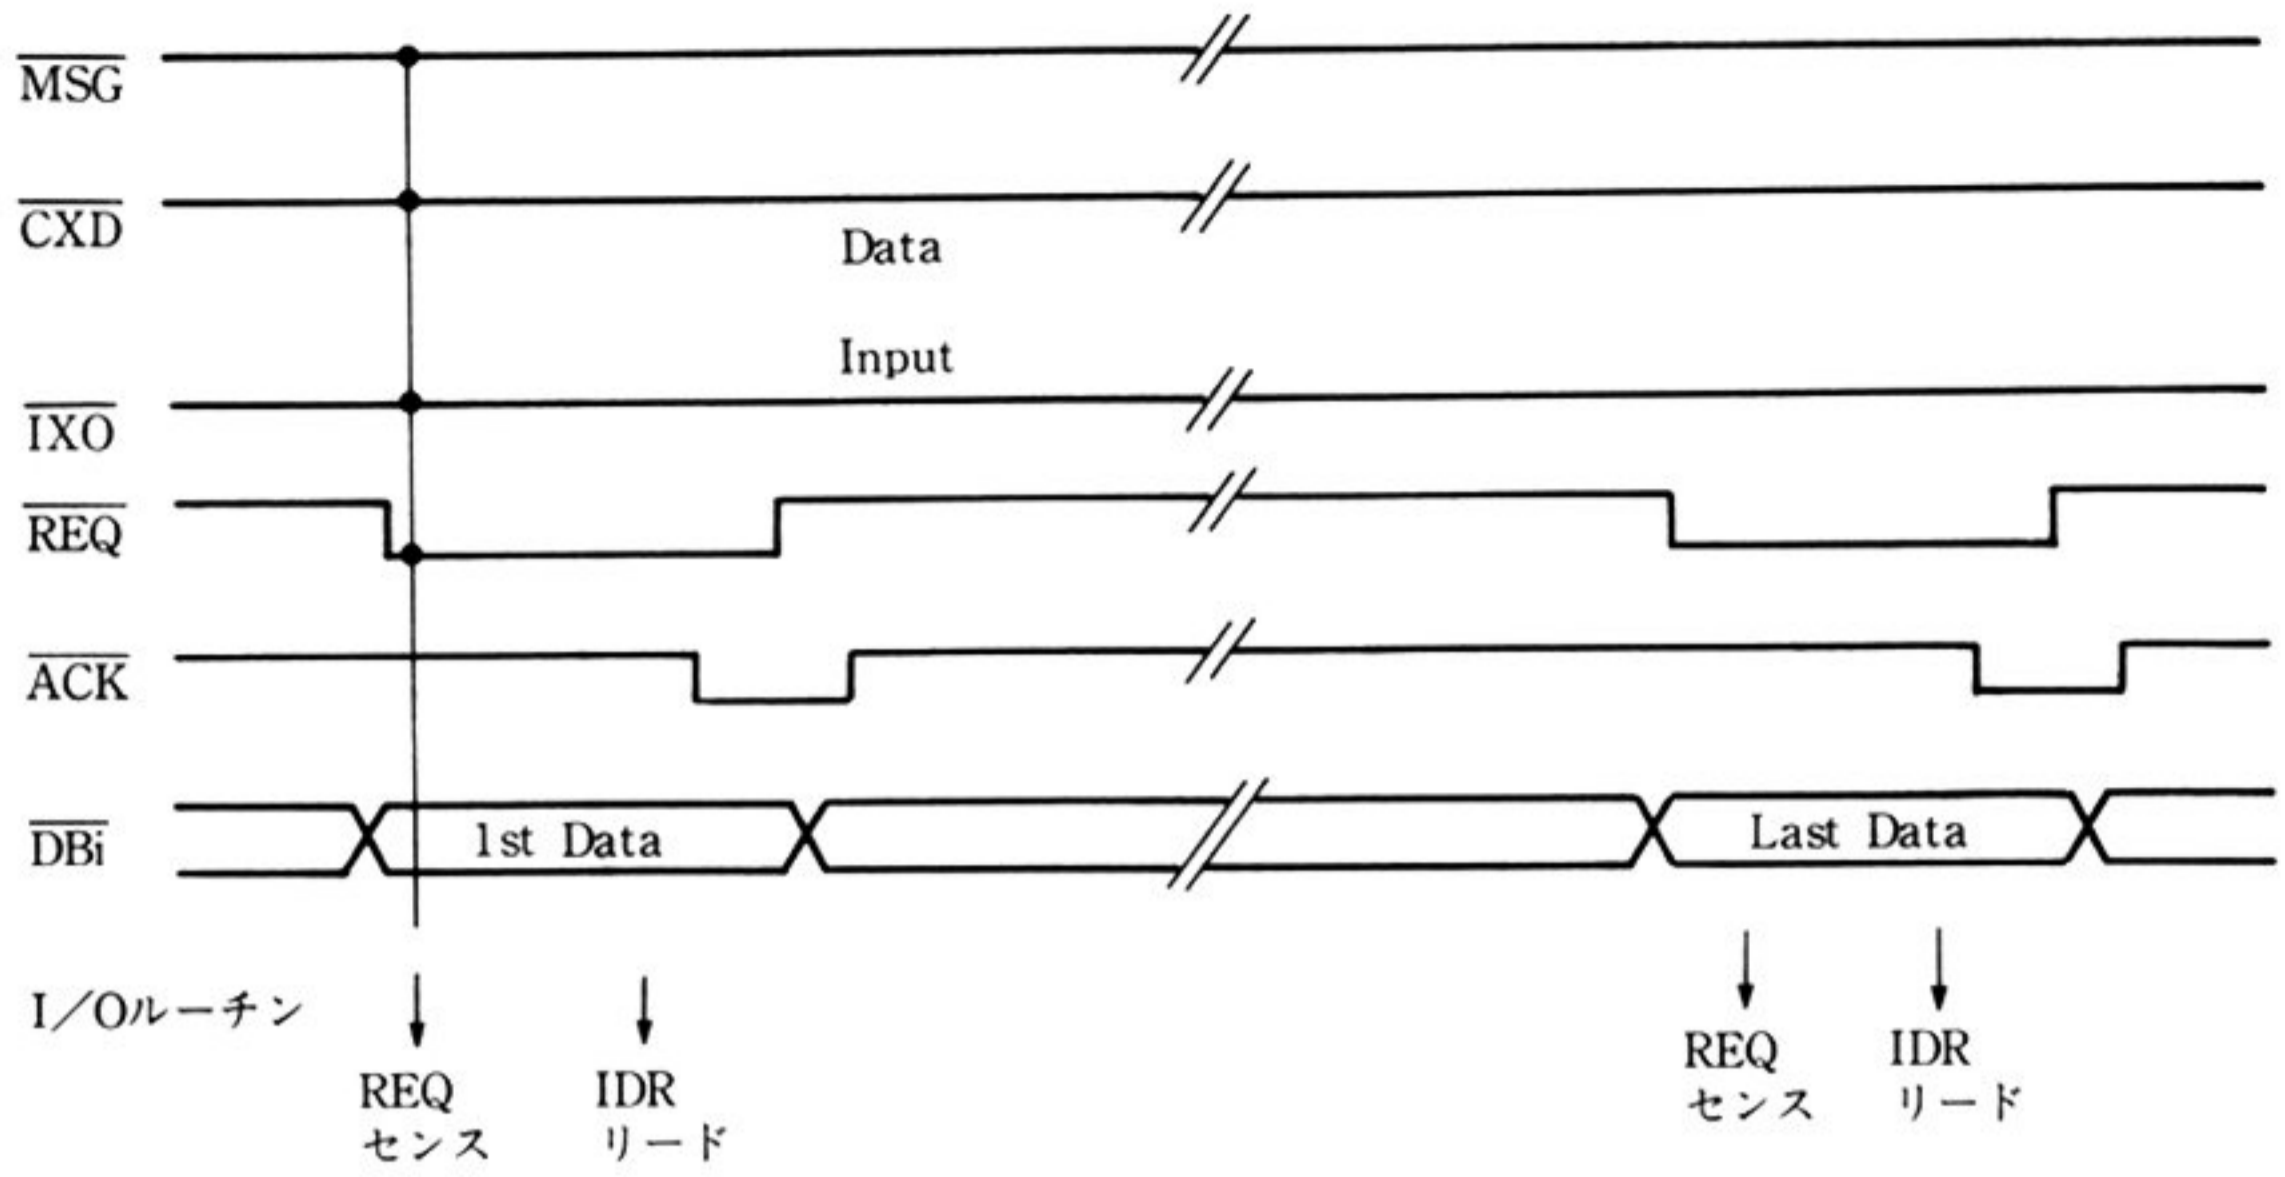 MSG
CXD
Data
Input
IXO
REQ
ACK
DBi
1st Data
Last Data
I/Oルーチン
REQ
センス
IDR
リード
REQ
センス
IDR
リード